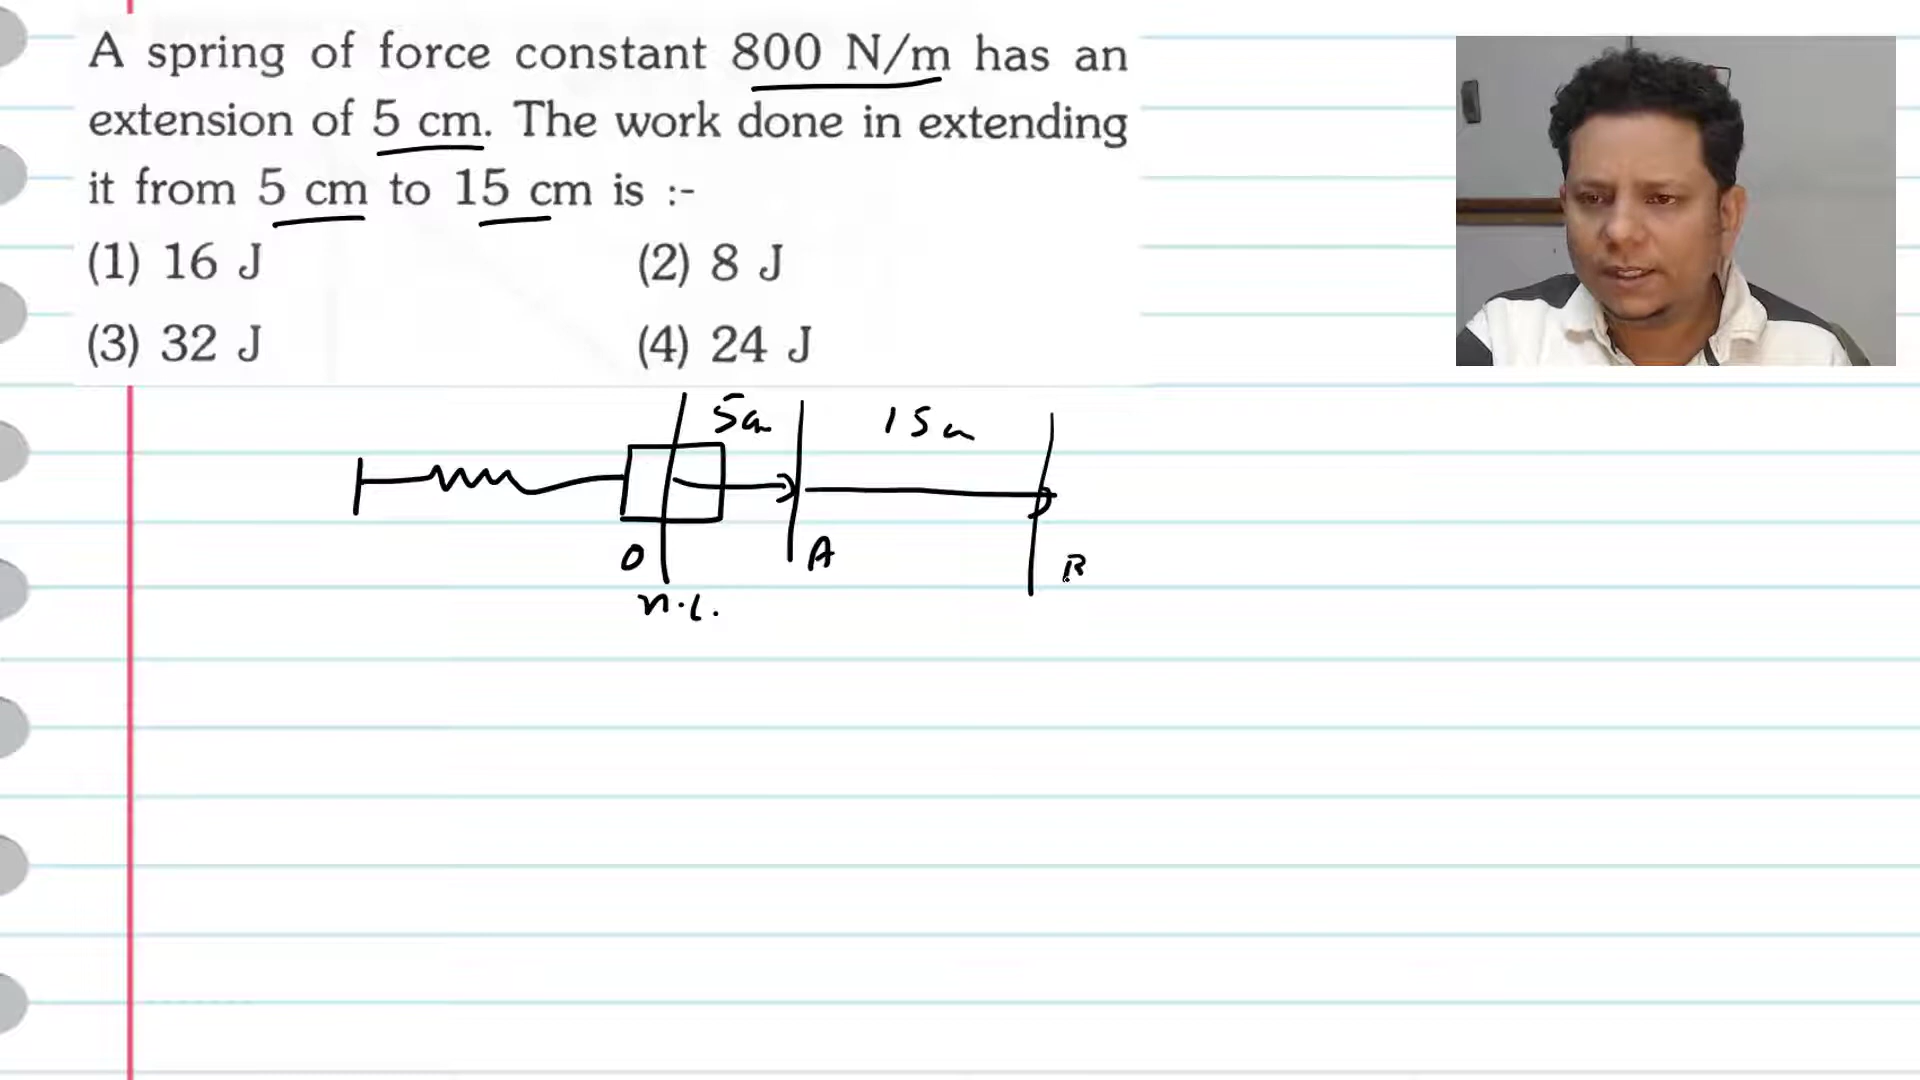 A spring of force constant 800 N/m has an
extension of 5 cm. The work done in extending
it from 5 cm to 15 cm is :-
(1) 16 J (2) 8 J
(3) 32 J (4) 24 J
5cm 15cm
O A B
n.l.